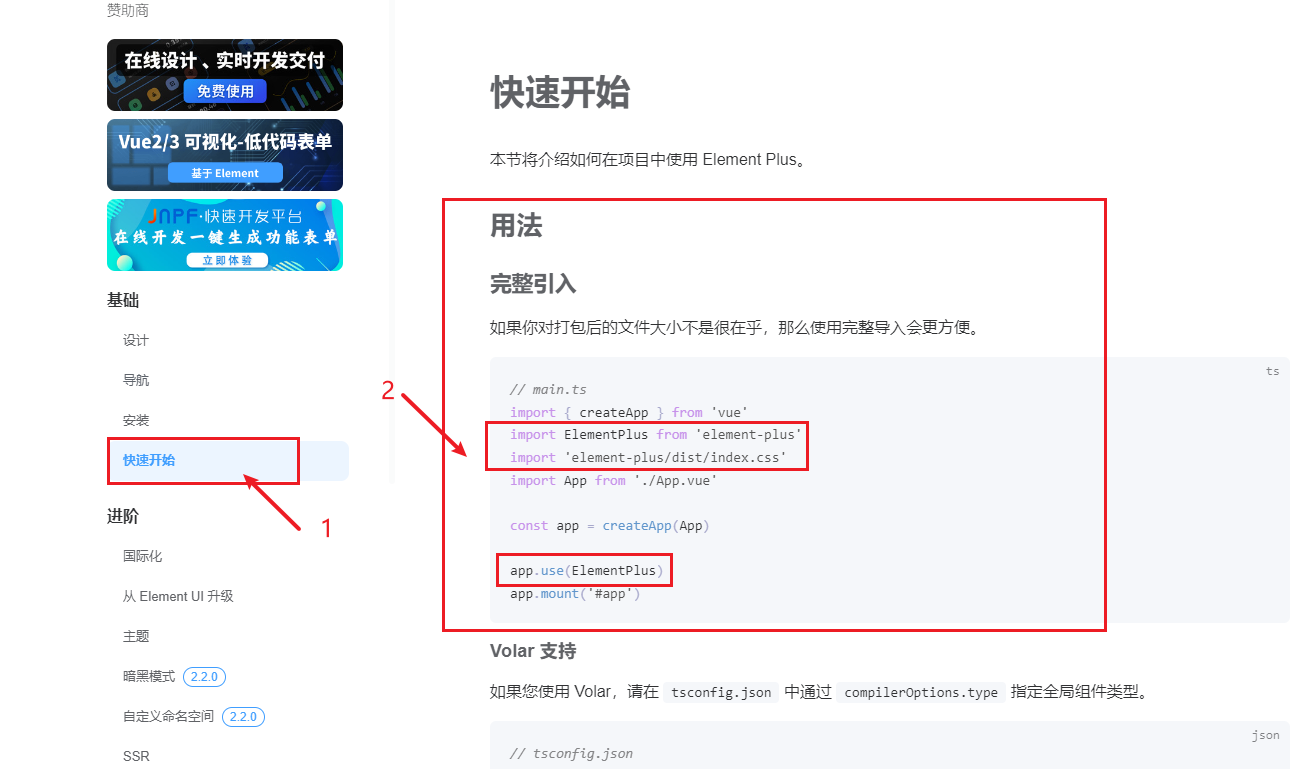 赞助商
在线设计、实时开发交付
免费使用
Vue2/3 可视化-低代码表单
基于 Element
JNPF·快速开发平台
在线开发一键生成功能表单
立即体验
基础
设计
导航
安装
快速开始
1
进阶
国际化
从 Element UI 升级
主题
暗黑模式 2.2.0
自定义命名空间 2.2.0
SSR
快速开始
本节将介绍如何在项目中使用 Element Plus。
用法
完整引入
如果你对打包后的文件大小不是很在乎，那么使用完整导入会更方便。
ts
2
// main.ts
import { createApp } from 'vue'
import ElementPlus from 'element-plus'
import 'element-plus/dist/index.css'
import App from './App.vue'
const app = createApp(App)
app.use(ElementPlus)
app.mount('#app')
Volar 支持
如果您使用 Volar，请在 tsconfig.json 中通过 compilerOptions.type 指定全局组件类型。
json
// tsconfig.json